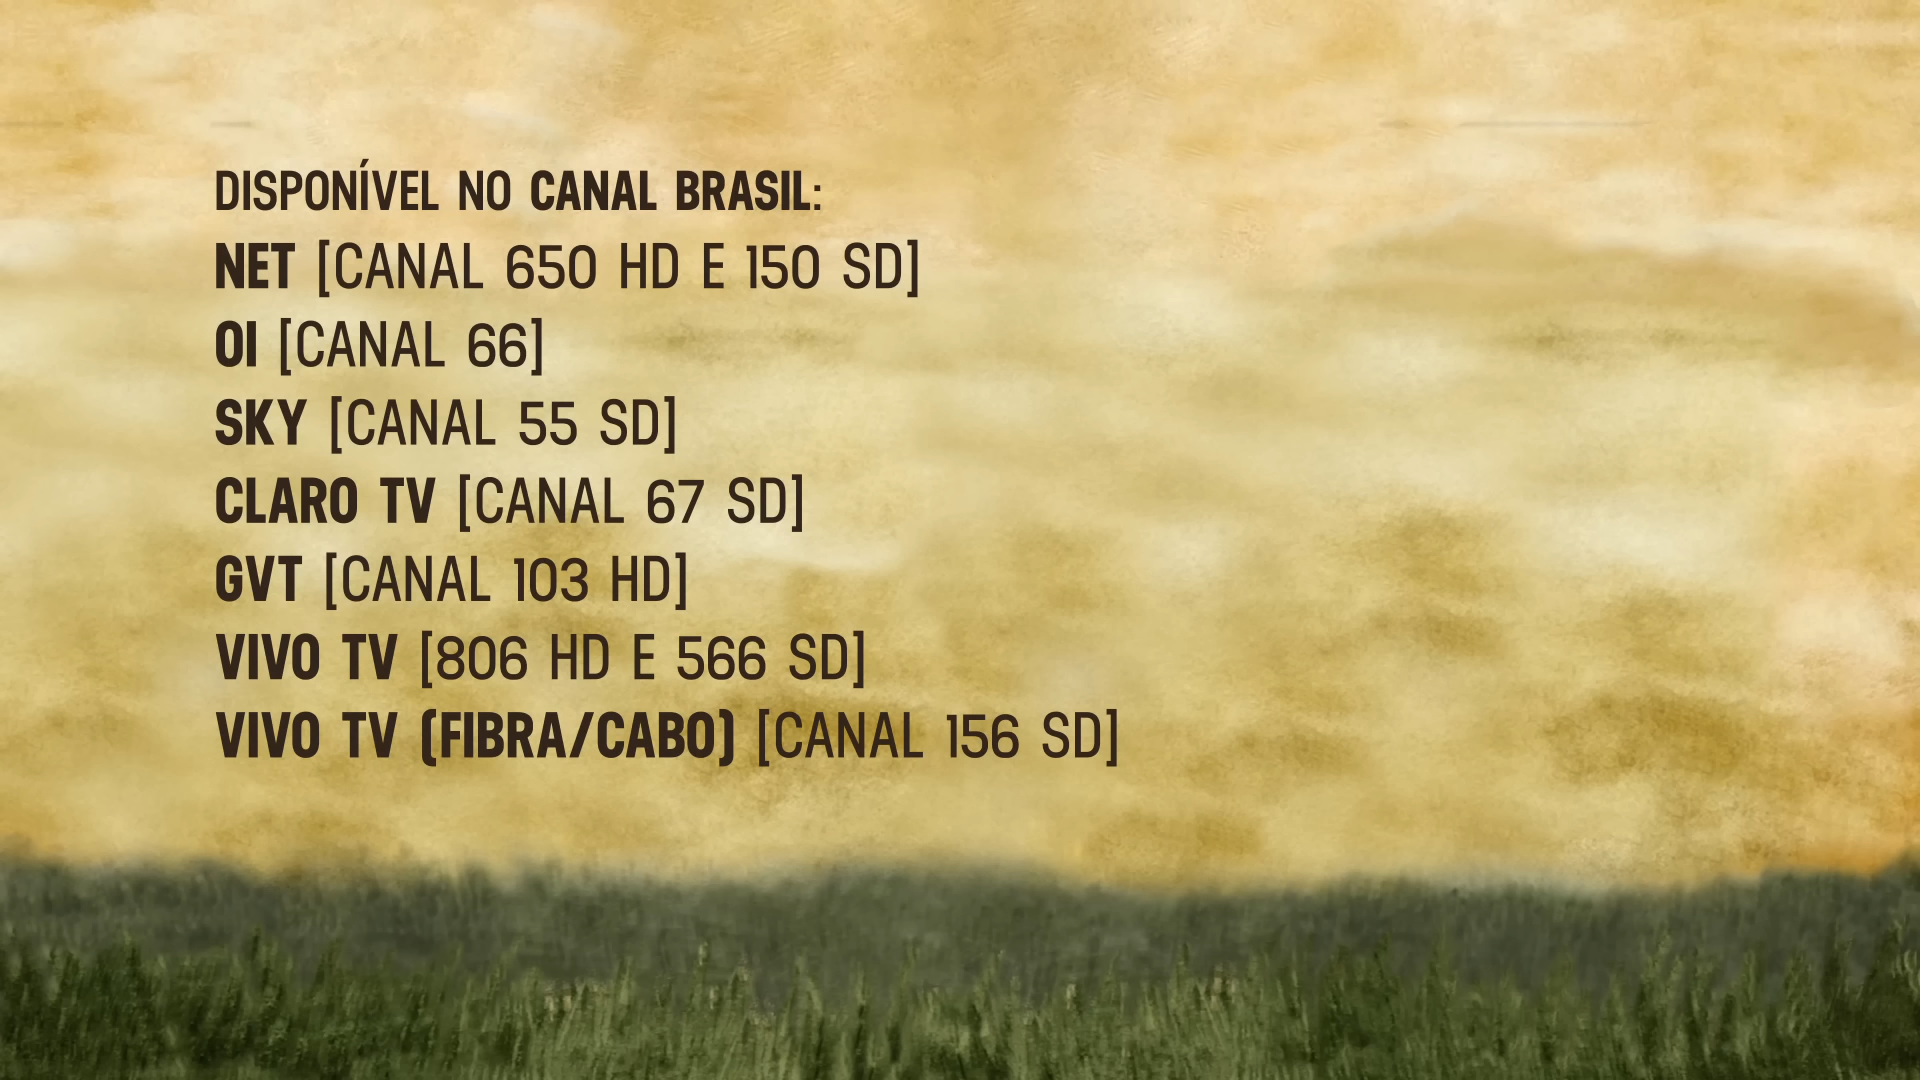 DISPONÍVEL NO CANAL BRASIL:
NET [CANAL 650 HD E 150 SD]
OI [CANAL 66]
SKY [CANAL 55 SD]
CLARO TV [CANAL 67 SD]
GVT [CANAL 103 HD]
VIVO TV [806 HD E 566 SD]
VIVO TV (FIBRA/CABO) [CANAL 156 SD]